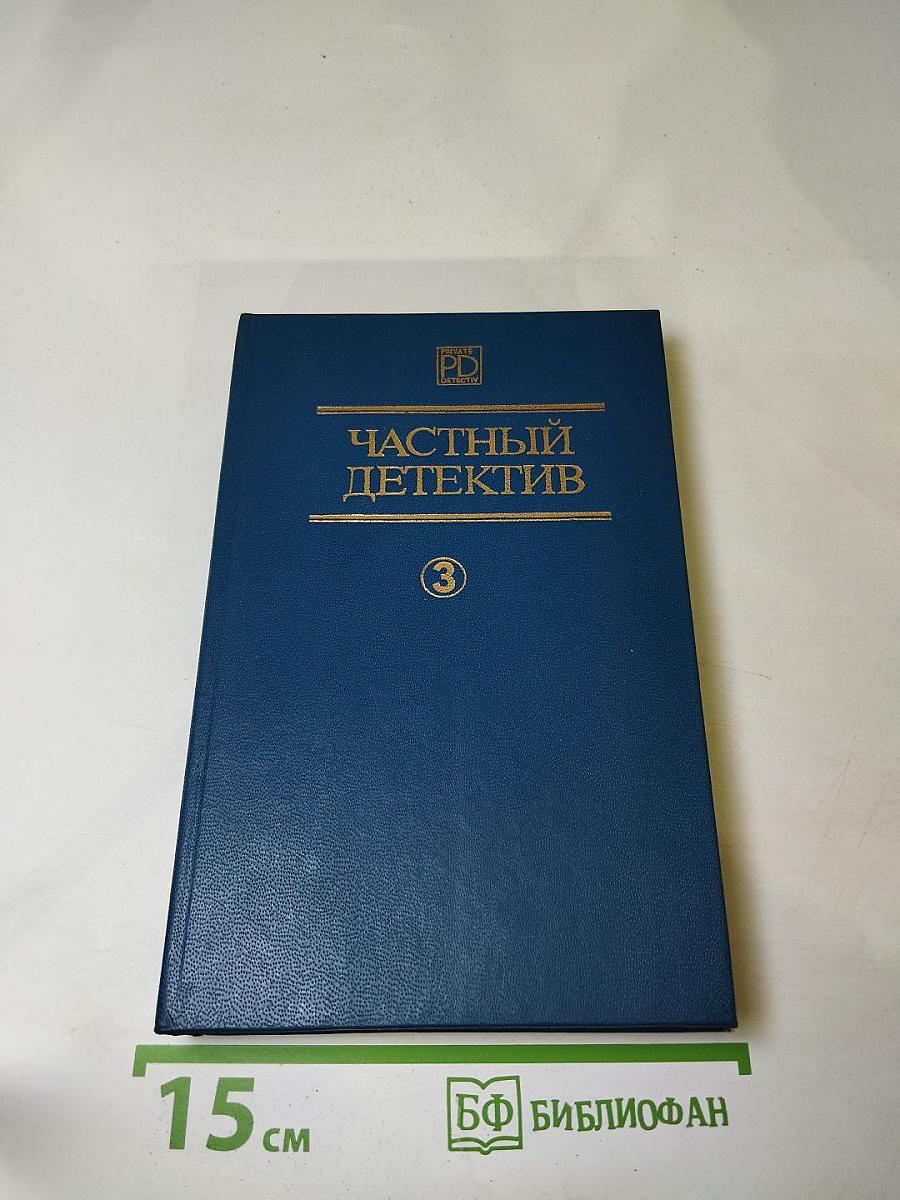 PRIVATE
PD
DETECTIV
ЧАСТНЫЙ
ДЕТЕКТИВ
3
15 см
БФ БИБЛИОФАН